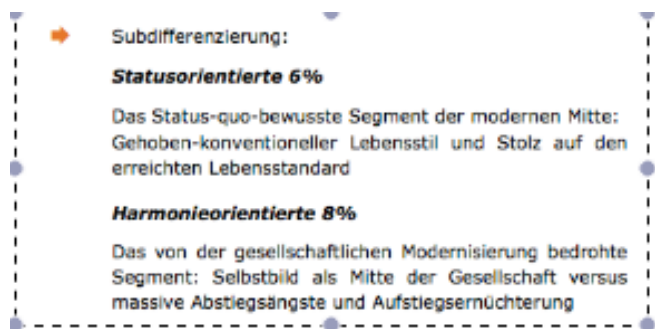 Subdifferenzierung:
Statusorientierte 6%
Das Status-quo-bewusste Segment der modernen Mitte:
Gehoben-konventioneller Lebensstil und Stolz auf den
erreichten Lebensstandard
Harmonieorientierte 8%
Das von der gesellschaftlichen Modernisierung bedrohte
Segment: Selbstbild als Mitte der Gesellschaft versus
massive Abstiegsängste und Aufstiegsernüchterung